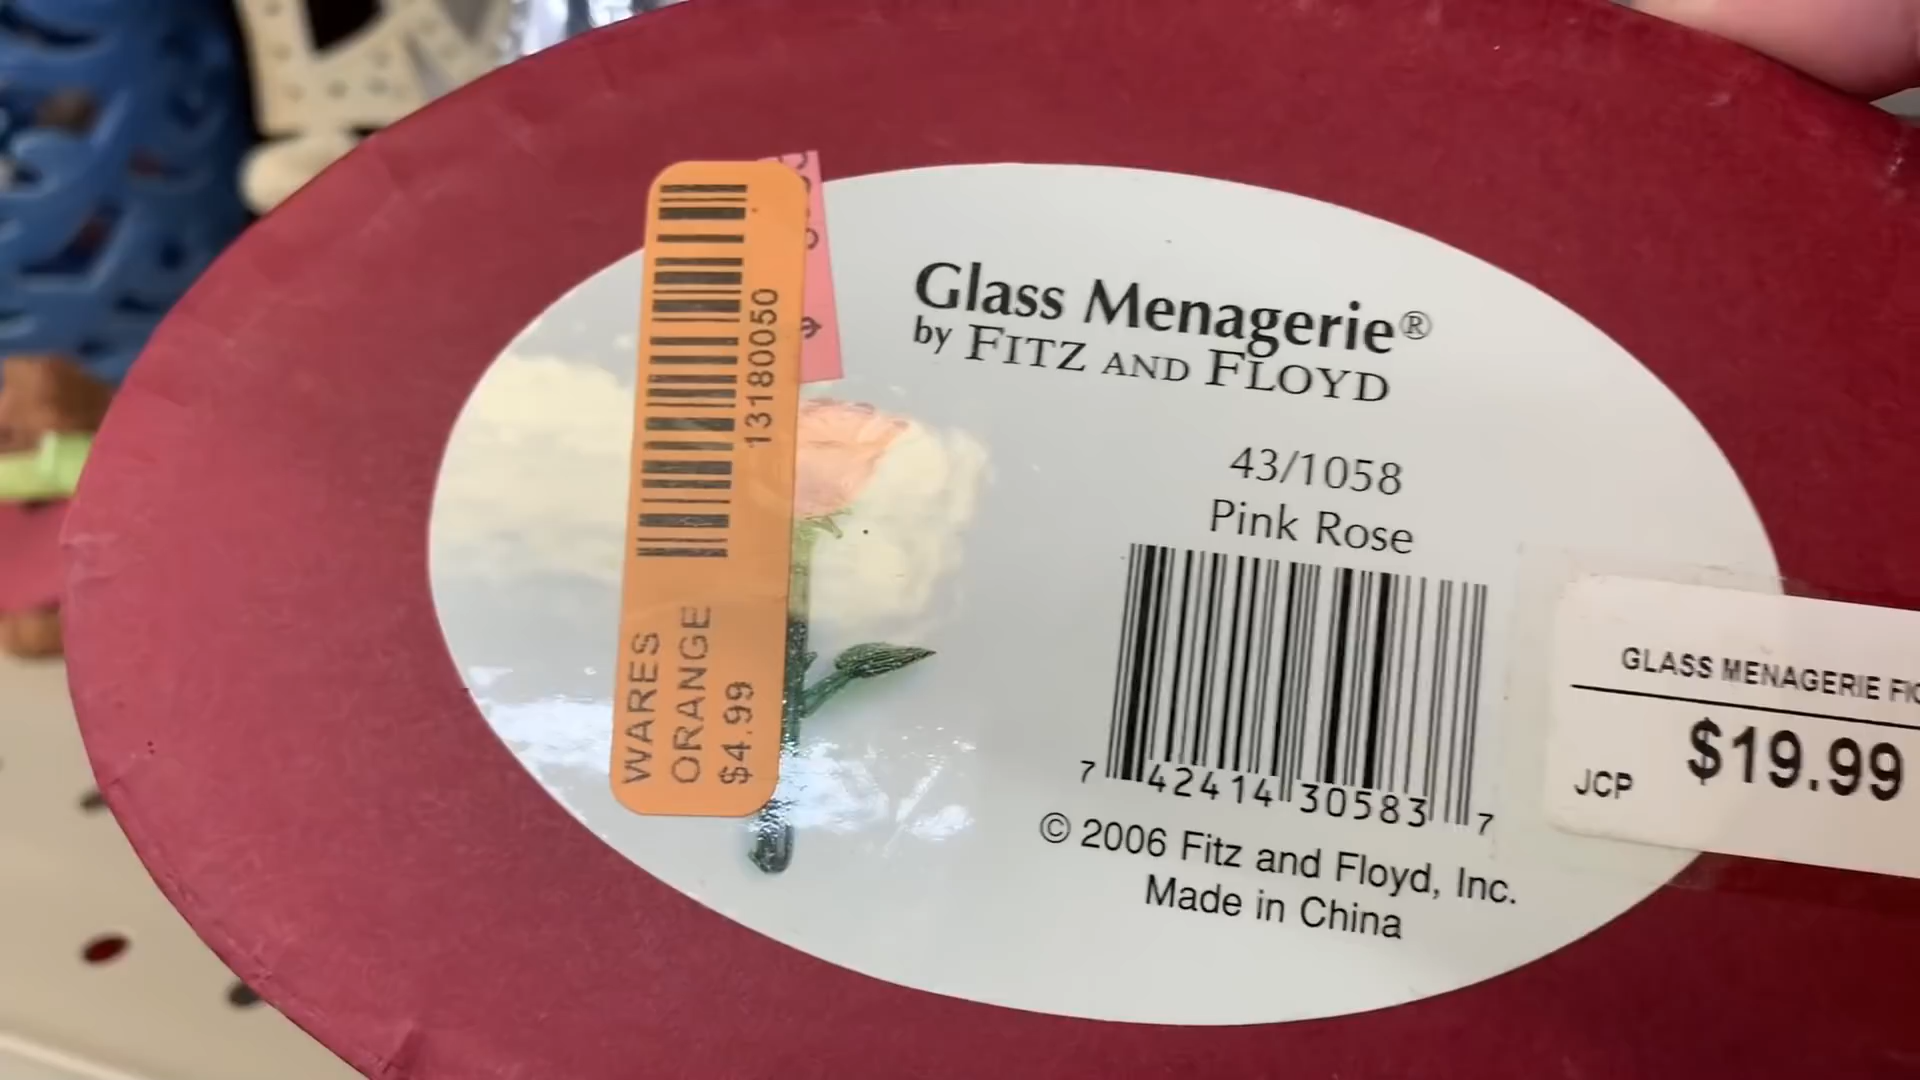 13180050
WARES
ORANGE
$4.99
Glass Menagerie®
by FITZ AND FLOYD
43/1058
Pink Rose
7 42414 30583 7
© 2006 Fitz and Floyd, Inc.
Made in China
GLASS MENAGERIE
JCP $19.99